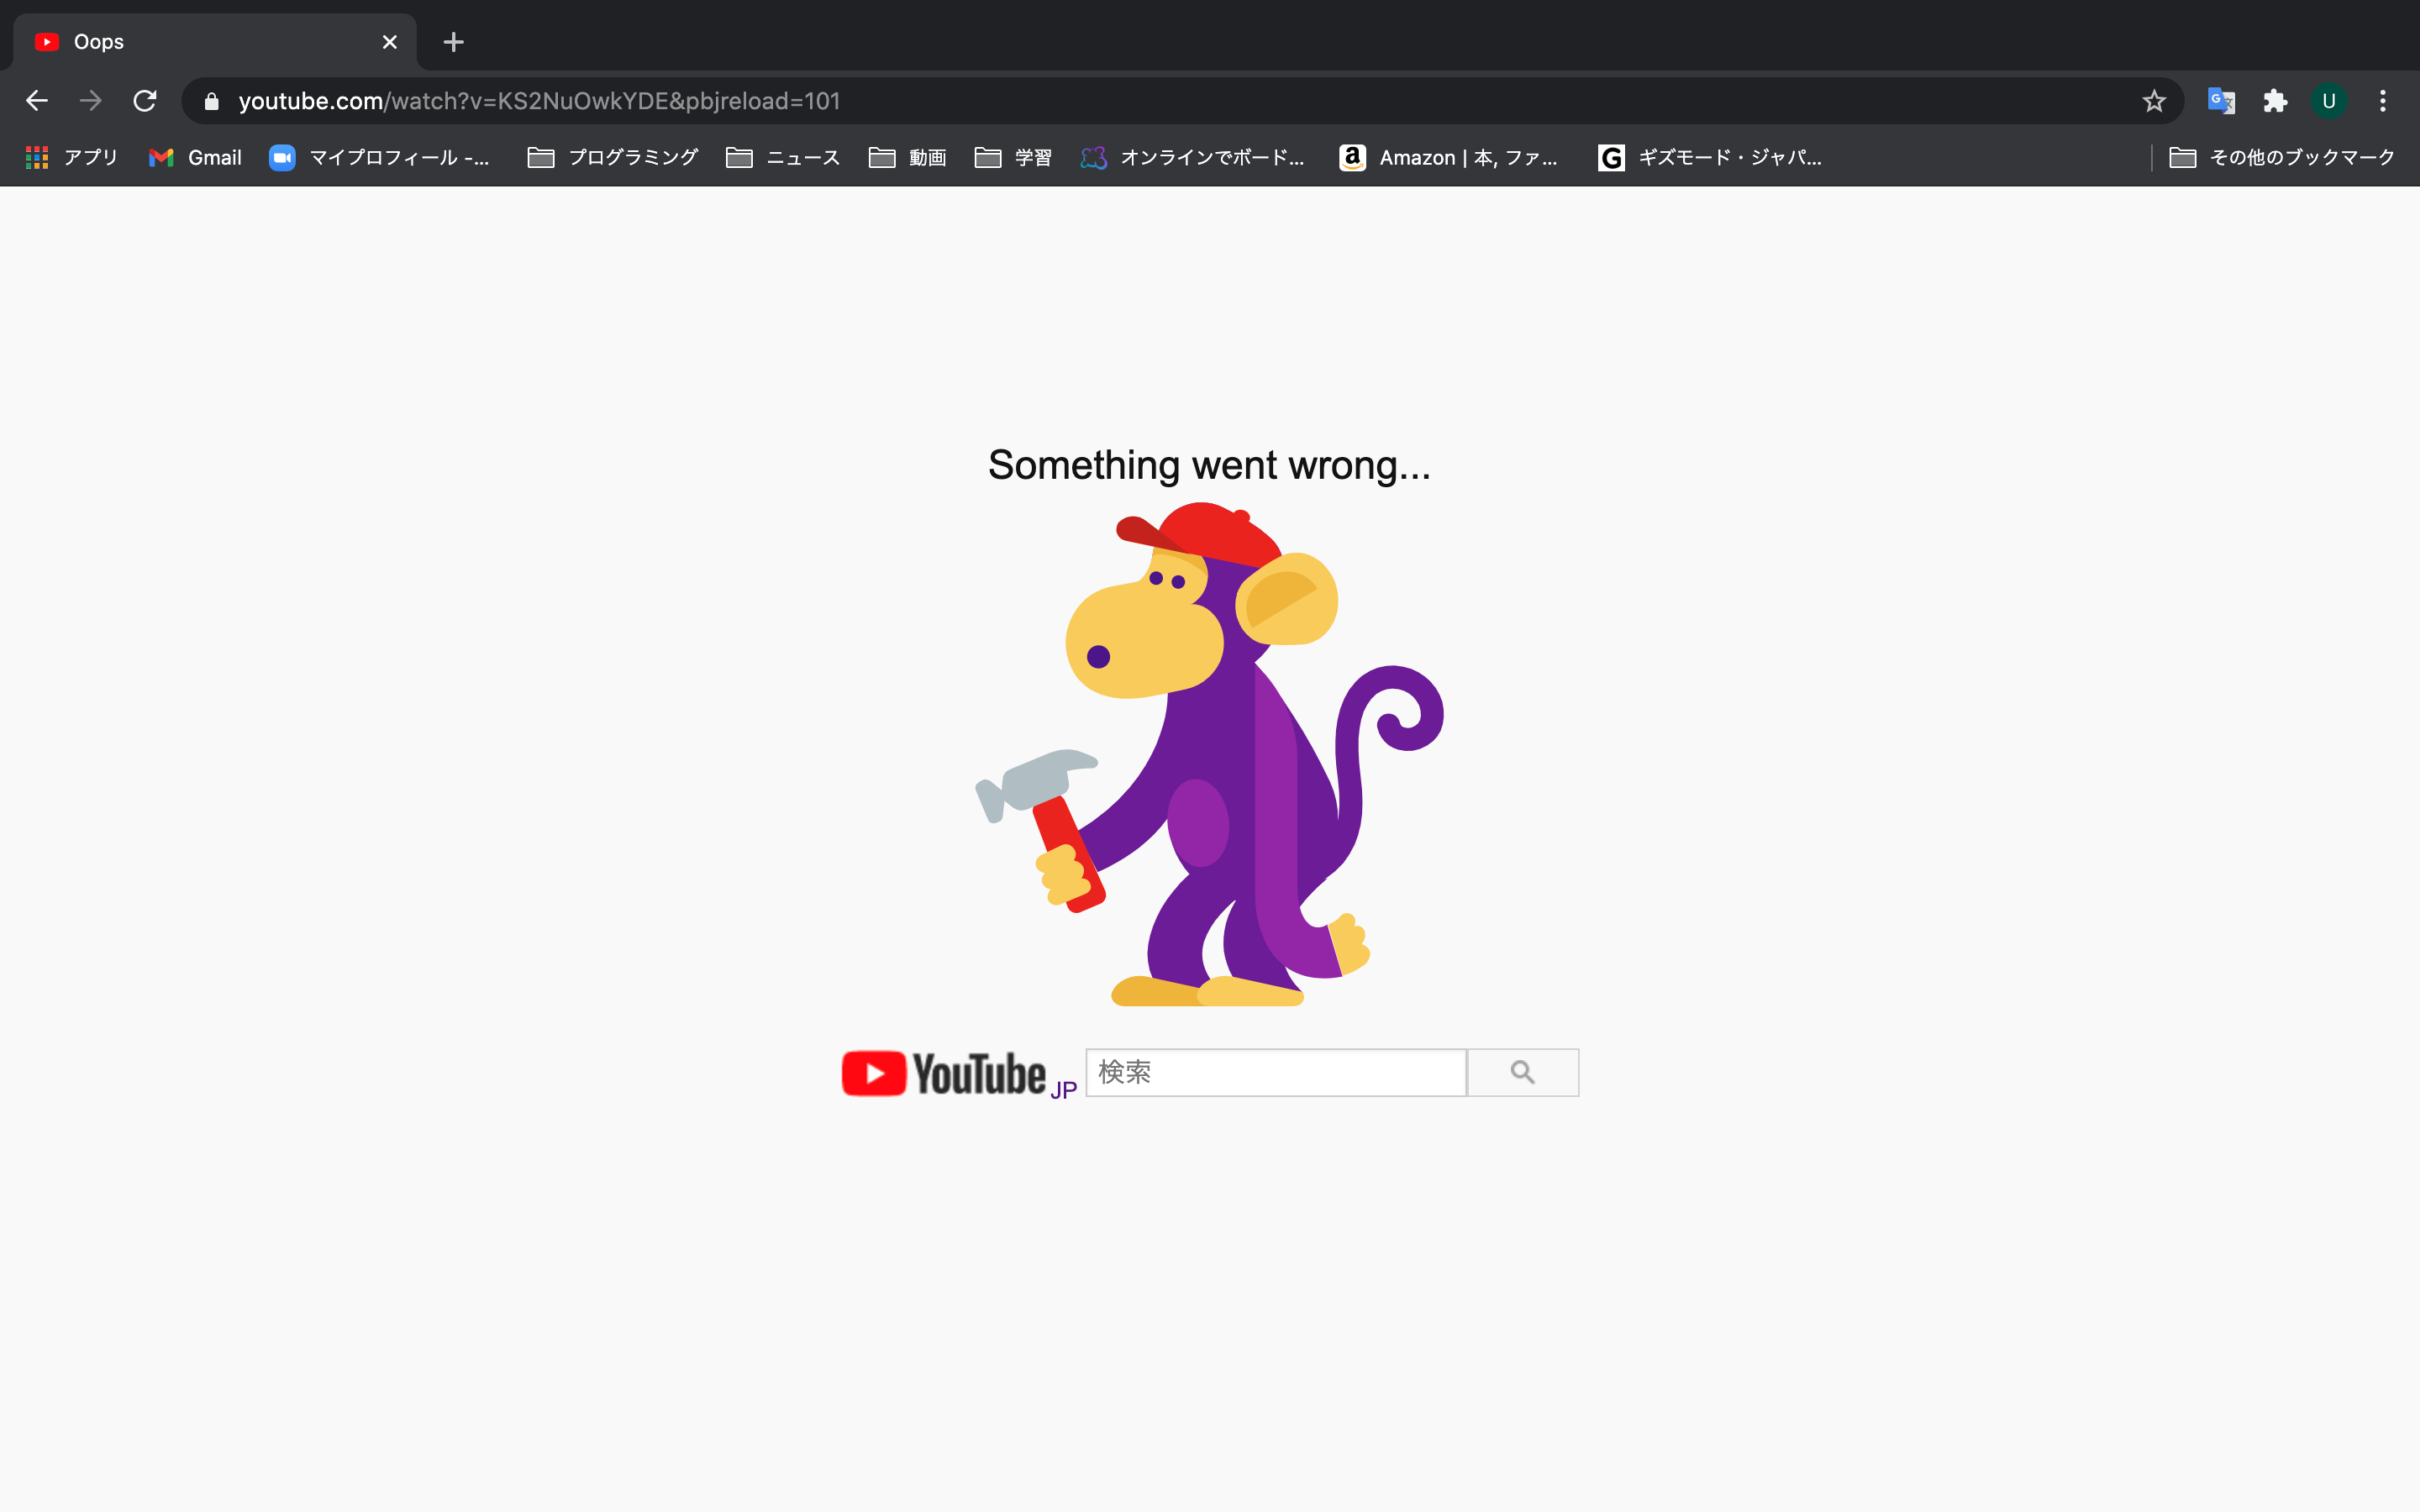 Oops
youtube.com/watch?v=KS2NuOwkYDE&pbjreload=101
U
アプリ Gmail マイプロフィール -... プログラミング ニュース 動画 学習 オンラインでボード... Amazon | 本, ファ... ギズモード・ジャパ... その他のブックマーク
Something went wrong...
YouTube JP 検索